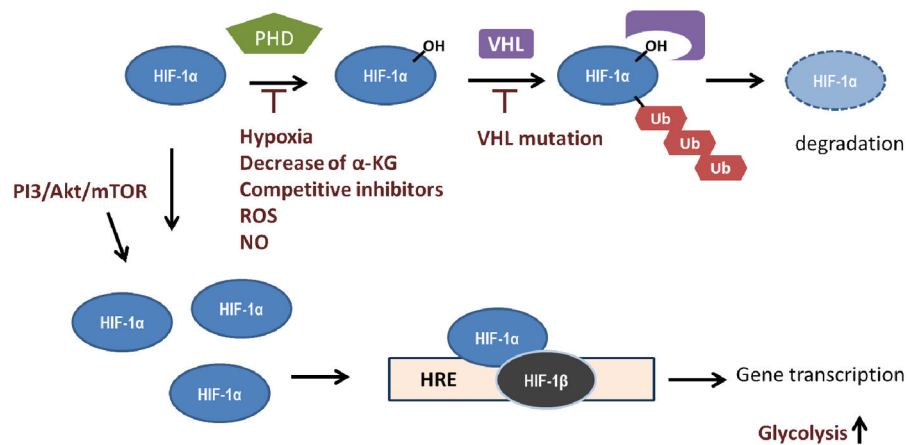 PHD
OH
VHL
OH
HIF-1α
HIF-1α
HIF-1α
HIF-1α
Ub
Ub
Ub
degradation
Hypoxia
Decrease of α-KG
Competitive inhibitors
ROS
NO
VHL mutation
PI3/Akt/mTOR
HIF-1α
HIF-1α
HIF-1α
HIF-1α
HRE
HIF-1β
Gene transcription
Glycolysis